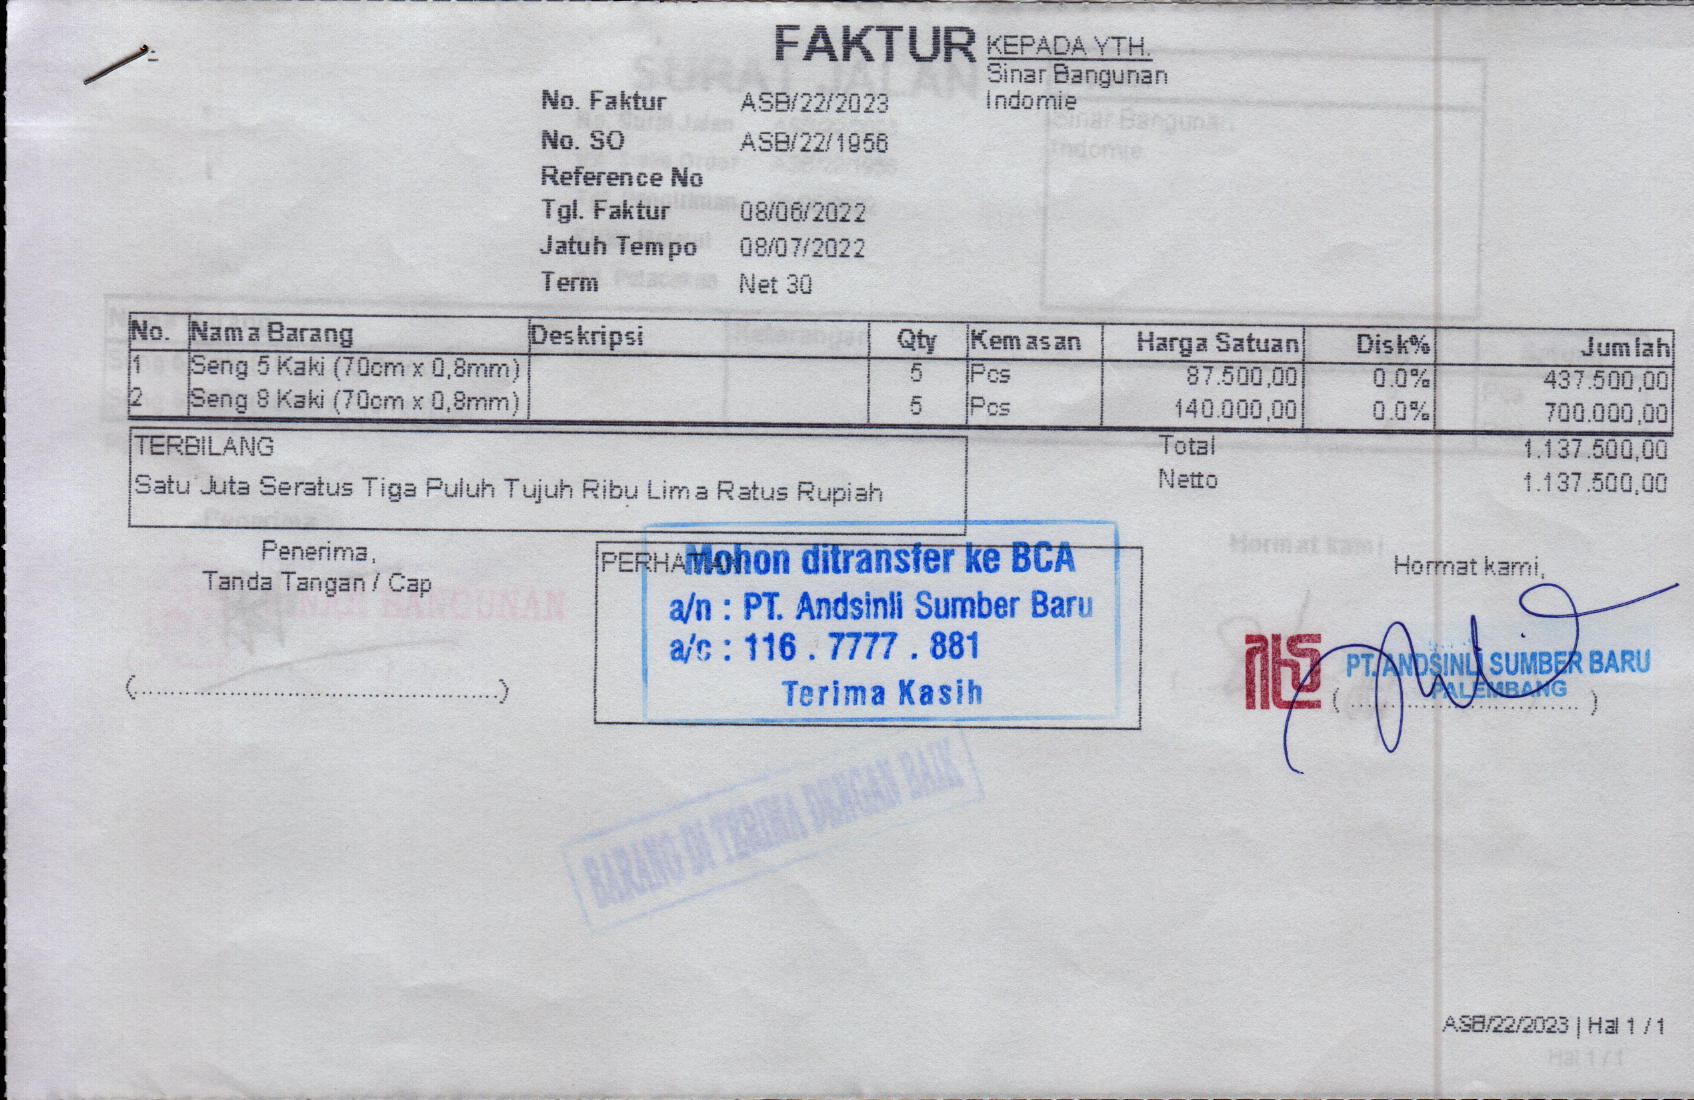 FAKTUR
KEPADA YTH.
Sinar Bangunan
Indomie
No. Faktur ASB/22/2023
No. SO ASB/22/1956
Reference No
Tgl. Faktur 08/06/2022
Jatuh Tempo 08/07/2022
Term Net 30
No. Nama Barang Deskripsi Qty Kemasan Harga Satuan Disk% Jumlah
1 Seng 5 Kaki (70cm x 0,8mm) 5 Pcs 87.500,00 0.0% 437.500,00
2 Seng 8 Kaki (70cm x 0,8mm) 5 Pcs 140.000,00 0.0% 700.000,00
TERBILANG
Satu Juta Seratus Tiga Puluh Tujuh Ribu Lima Ratus Rupiah
Total 1.137.500,00
Netto 1.137.500,00
Penerima,
Tanda Tangan / Cap
PERHATIAN
Mohon ditransfer ke BCA
a/n : PT. Andsinli Sumber Baru
a/c : 116 . 7777 . 881
Terima Kasih
Hormat kami,
PT. ANDSINLI SUMBER BARU
PALEMBANG
BARANG DI TERIMA DENGAN BAIK
ASB/22/2023 | Hal 1 / 1